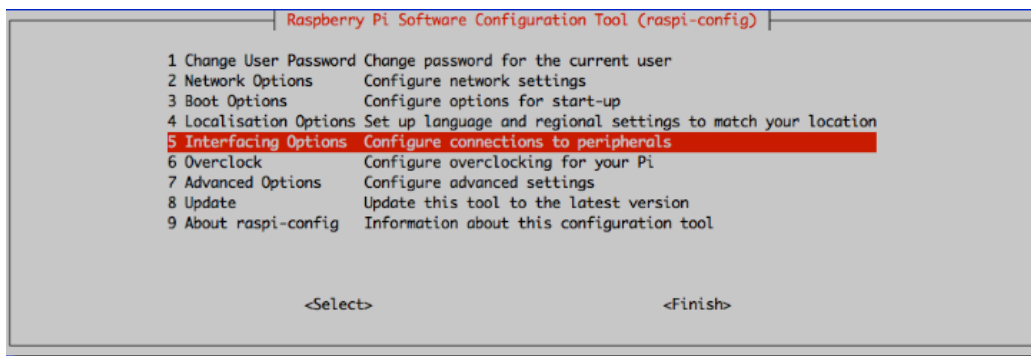 Raspberry Pi Software Configuration Tool (raspi-config)
1 Change User Password Change password for the current user
2 Network Options Configure network settings
3 Boot Options Configure options for start-up
4 Localisation Options Set up language and regional settings to match your location
5 Interfacing Options Configure connections to peripherals
6 Overclock Configure overclocking for your Pi
7 Advanced Options Configure advanced settings
8 Update Update this tool to the latest version
9 About raspi-config Information about this configuration tool
<Select> <Finish>